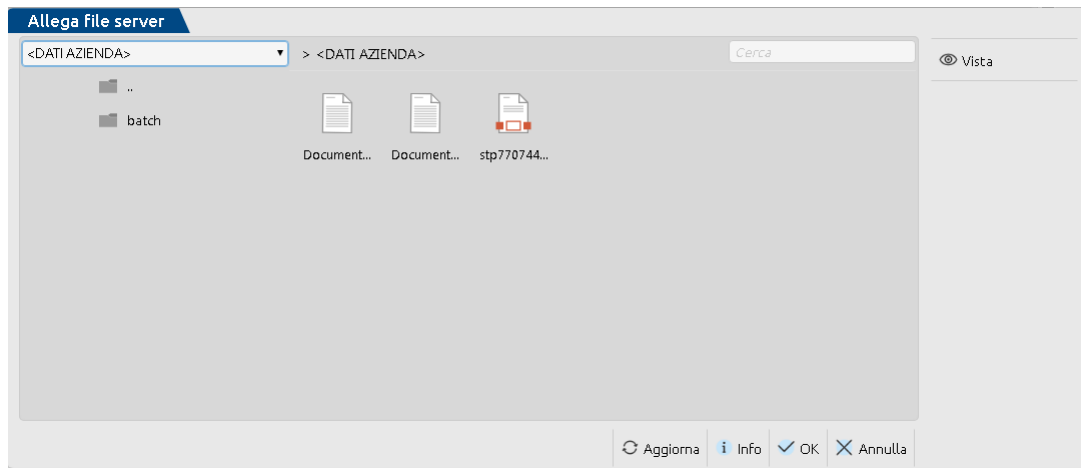 Allega file server
<DATI AZIENDA>
> <DATI AZIENDA>
Cerca
Vista
..
batch
Document...
Document...
stp770744...
Aggiorna
Info
OK
Annulla